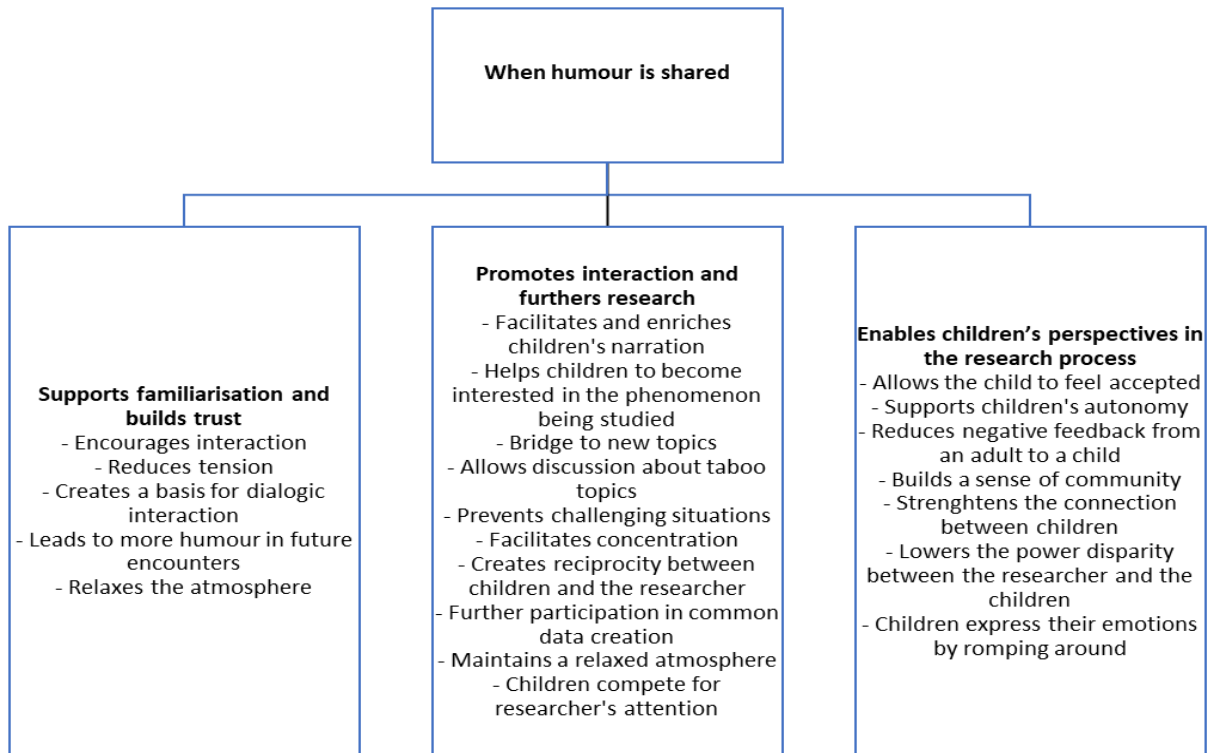 When humour is shared
Supports familiarisation and
builds trust
- Encourages interaction
- Reduces tension
- Creates a basis for dialogic
interaction
- Leads to more humour in future
encounters
- Relaxes the atmosphere
Promotes interaction and
furthers research
- Facilitates and enriches
children's narration
- Helps children to become
interested in the phenomenon
being studied
- Bridge to new topics
- Allows discussion about taboo
topics
- Prevents challenging situations
- Facilitates concentration
- Creates reciprocity between
children and the researcher
- Further participation in common
data creation
- Maintains a relaxed atmosphere
- Children compete for
researcher's attention
Enables children’s perspectives in
the research process
- Allows the child to feel accepted
- Supports children's autonomy
- Reduces negative feedback from
an adult to a child
- Builds a sense of community
- Strenghtens the connection
between children
- Lowers the power disparity
between the researcher and the
children
- Children express their emotions
by romping around